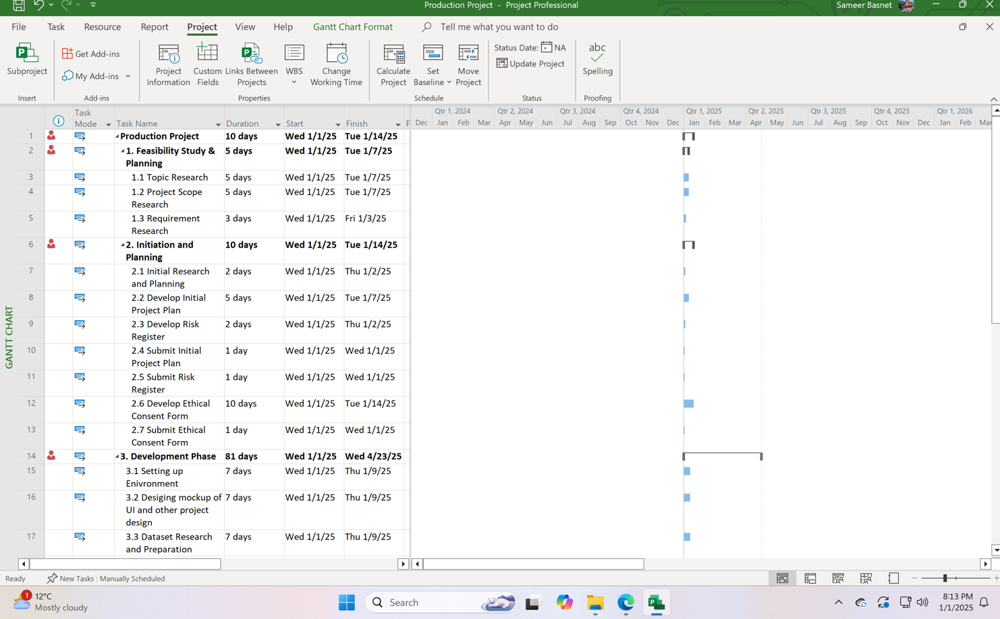 Production Project - Project Professional
Sameer Basnet
File Task Resource Report Project View Help Gantt Chart Format Tell me what you want to do
Subproject
Get Add-ins
My Add-ins
Project Information
Custom Fields
Links Between Projects
WBS
Change Working Time
Calculate Project
Set Baseline
Move Project
Status Date: NA
Update Project
abc
Spelling
Insert Add-ins Properties Schedule Status Proofing
Task Mode Task Name Duration Start Finish P
Qtr 1, 2024 Qtr 2, 2024 Qtr 3, 2024 Qtr 4, 2024 Qtr 1, 2025 Qtr 2, 2025 Qtr 3, 2025 Qtr 4, 2025 Qtr 1, 2026
Dec Jan Feb Mar Apr May Jun Jul Aug Sep Oct Nov Dec Jan Feb Mar Apr May Jun Jul Aug Sep Oct Nov Dec Jan Feb Mar
GANTT CHART
1 Production Project 10 days Wed 1/1/25 Tue 1/14/25
2 1. Feasibility Study & 5 days Wed 1/1/25 Tue 1/7/25
Planning
3 1.1 Topic Research 5 days Wed 1/1/25 Tue 1/7/25
4 1.2 Project Scope 5 days Wed 1/1/25 Tue 1/7/25
Research
5 1.3 Requirement 3 days Wed 1/1/25 Fri 1/3/25
Research
6 2. Initiation and 10 days Wed 1/1/25 Tue 1/14/25
Planning
7 2.1 Initial Research 2 days Wed 1/1/25 Thu 1/2/25
and Planning
8 2.2 Develop Initial 5 days Wed 1/1/25 Tue 1/7/25
Project Plan
9 2.3 Develop Risk 2 days Wed 1/1/25 Thu 1/2/25
Register
10 2.4 Submit Initial 1 day Wed 1/1/25 Wed 1/1/25
Project Plan
11 2.5 Submit Risk 1 day Wed 1/1/25 Wed 1/1/25
Register
12 2.6 Develop Ethical 10 days Wed 1/1/25 Tue 1/14/25
Consent Form
13 2.7 Submit Ethical 1 day Wed 1/1/25 Wed 1/1/25
Consent Form
14 3. Development Phase 81 days Wed 1/1/25 Wed 4/23/25
15 3.1 Setting up 7 days Wed 1/1/25 Thu 1/9/25
Enivronment
16 3.2 Desiging mockup of 7 days Wed 1/1/25 Thu 1/9/25
UI and other project
design
17 3.3 Dataset Research 7 days Wed 1/1/25 Thu 1/9/25
and Preparation
Ready New Tasks : Manually Scheduled
1
12°C
Mostly cloudy
Search
8:13 PM
1/1/2025